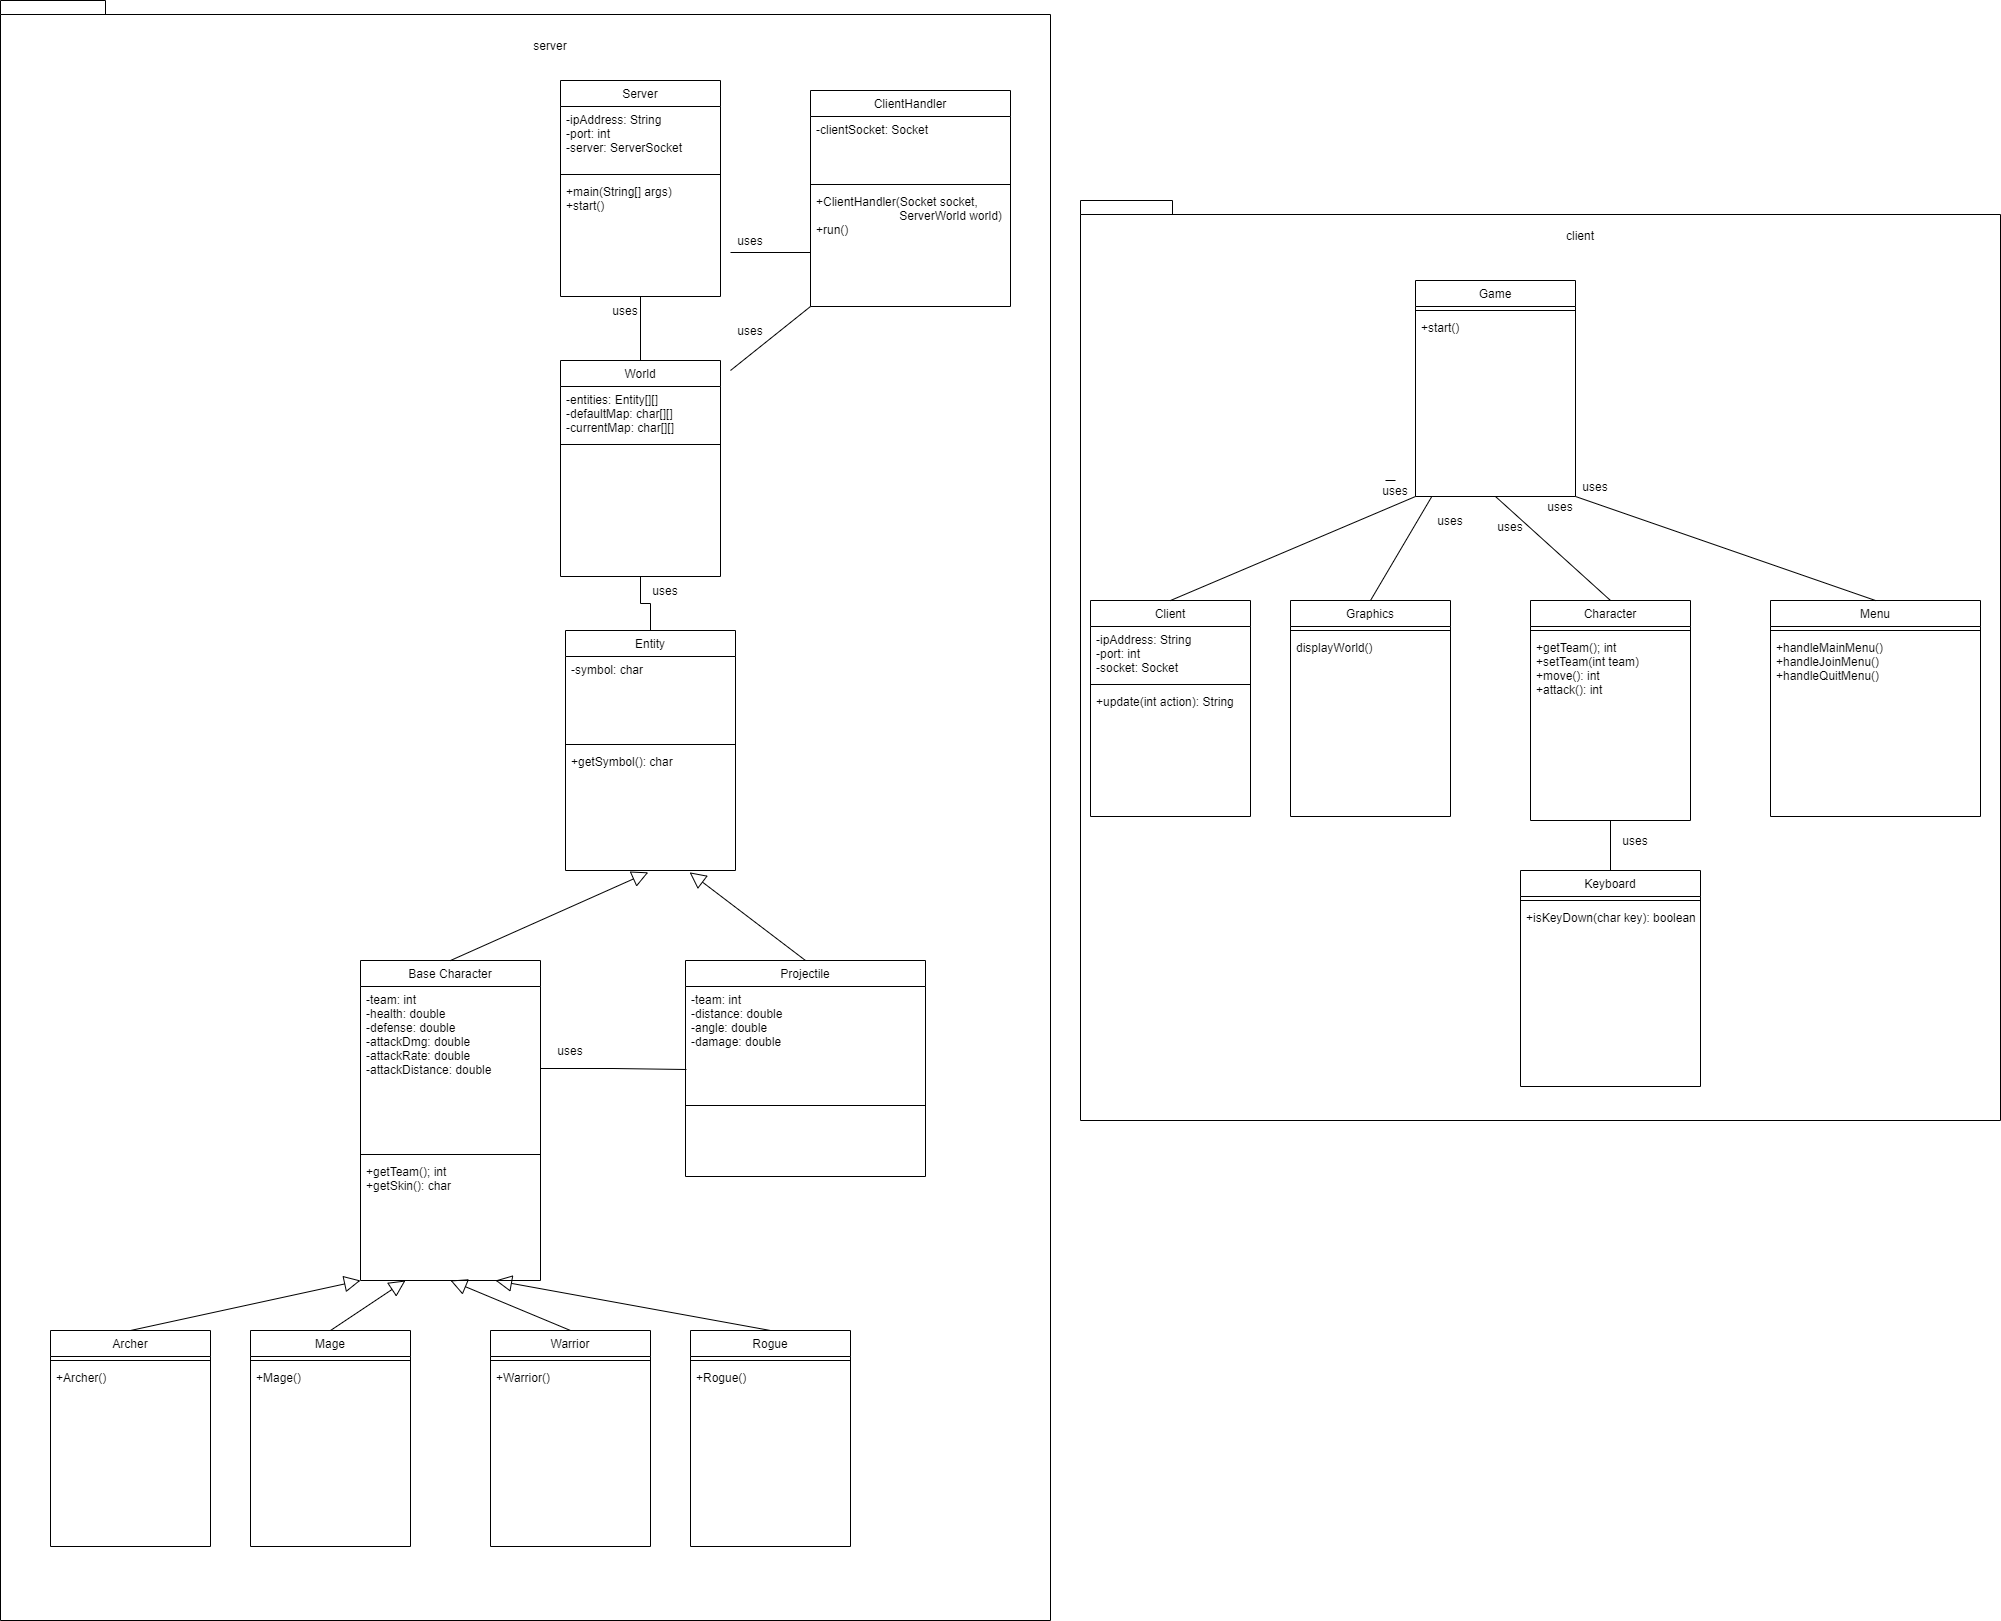 server
Server
-ipAddress: String
-port: int
-server: ServerSocket
+main(String[] args)
+start()
ClientHandler
-clientSocket: Socket
+ClientHandler(Socket socket,
ServerWorld world)
+run()
uses
uses
uses
World
-entities: Entity[][]
-defaultMap: char[][]
-currentMap: char[][]
uses
Entity
-symbol: char
+getSymbol(): char
Base Character
-team: int
-health: double
-defense: double
-attackDmg: double
-attackRate: double
-attackDistance: double
+getTeam(); int
+getSkin(): char
uses
Projectile
-team: int
-distance: double
-angle: double
-damage: double
Archer
+Archer()
Mage
+Mage()
Warrior
+Warrior()
Rogue
+Rogue()
client
Game
+start()
uses
uses
uses
uses
uses
Client
-ipAddress: String
-port: int
-socket: Socket
+update(int action): String
Graphics
displayWorld()
Character
+getTeam(); int
+setTeam(int team)
+move(): int
+attack(): int
Menu
+handleMainMenu()
+handleJoinMenu()
+handleQuitMenu()
uses
Keyboard
+isKeyDown(char key): boolean